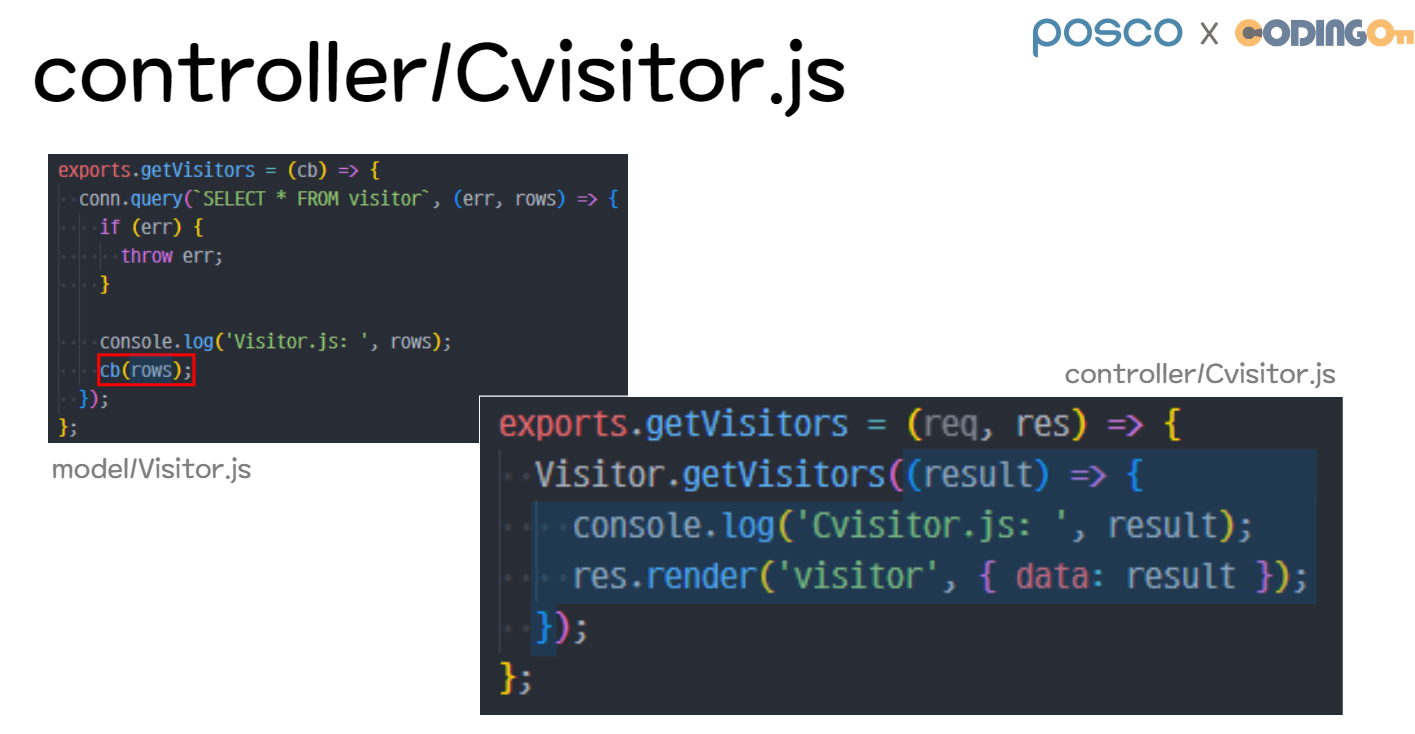 posco x CODINGOn
controller/Cvisitor.js
exports.getVisitors = (cb) => {
conn.query(`SELECT * FROM visitor`, (err, rows) => {
if (err) {
throw err;
}
console.log('Visitor.js: ', rows);
cb(rows);
});
};
model/Visitor.js
controller/Cvisitor.js
exports.getVisitors = (req, res) => {
Visitor.getVisitors((result) => {
console.log('Cvisitor.js: ', result);
res.render('visitor', { data: result });
});
};